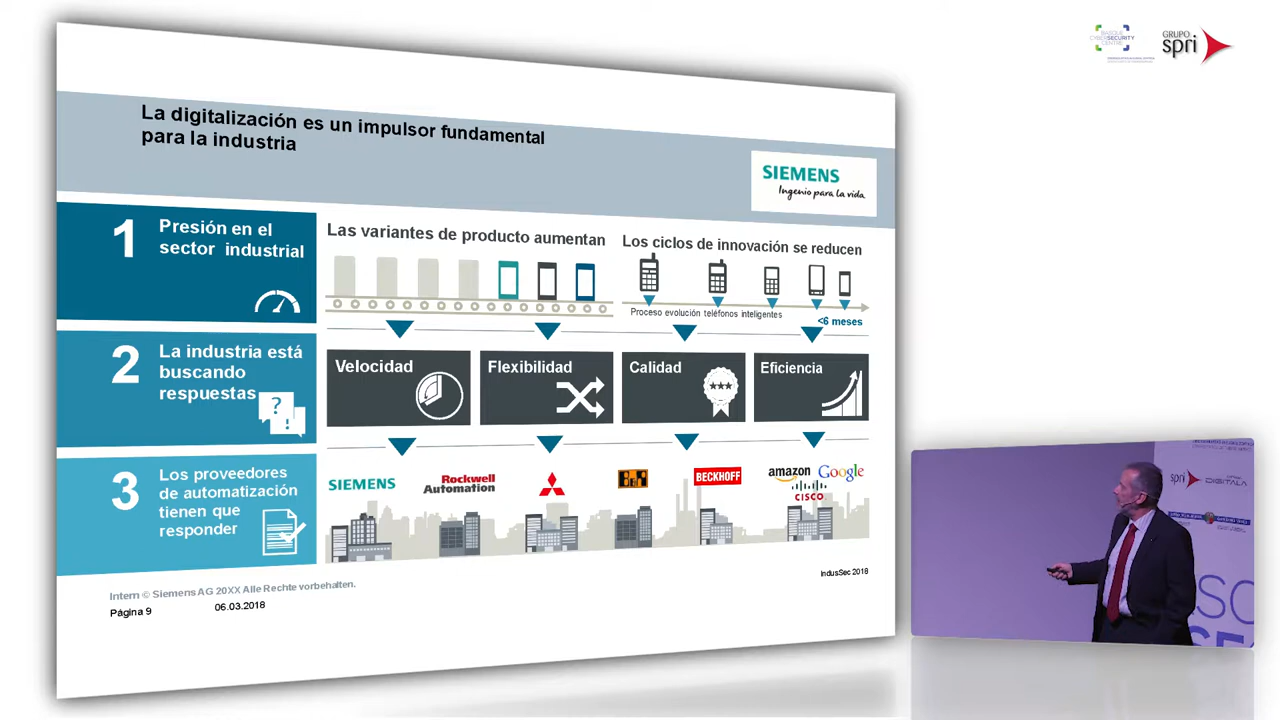 BASQUE
CYBERSECURITY
CENTRE
GRUPO
spri
La digitalización es un impulsor fundamental
para la industria
SIEMENS
Ingenio para la vida
1
Presión en el
sector industrial
Las variantes de producto aumentan
Los ciclos de innovación se reducen
Proceso evolución teléfonos inteligentes
<6 meses
2
La industria está
buscando
respuestas
?
!
Velocidad
Flexibilidad
Calidad
Eficiencia
3
Los proveedores
de automatización
tienen que
responder
SIEMENS
Rockwell
Automation
B&R
BECKHOFF
amazon
Google
CISCO
Intern © Siemens AG 20XX Alle Rechte vorbehalten.
Página 9
06.03.2018
IndusSec 2018
spri
DIGITALA